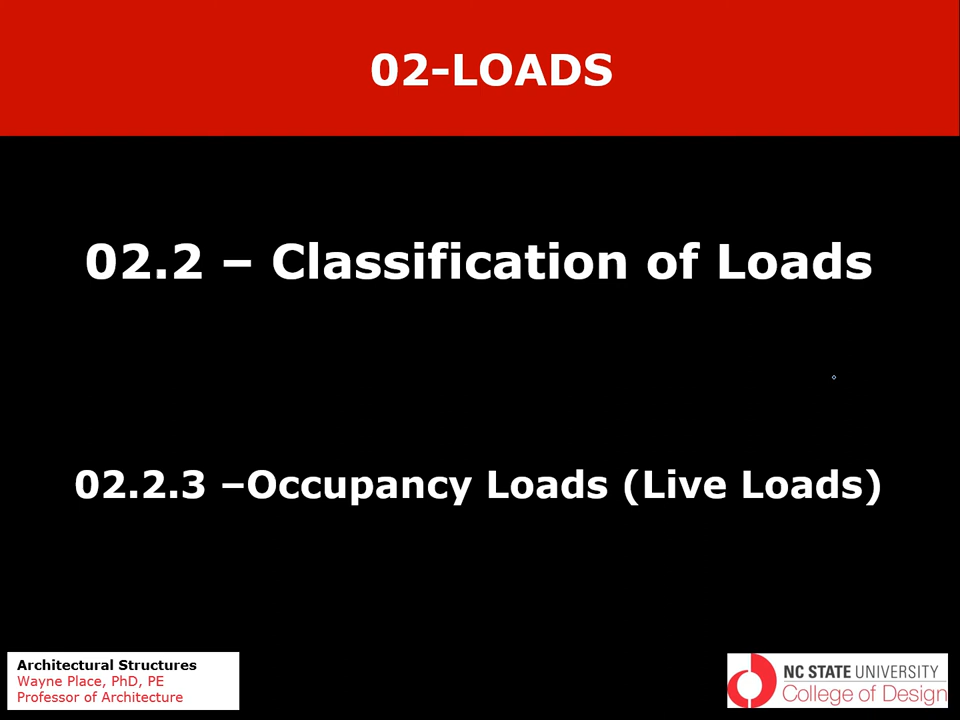 02-LOADS
02.2 – Classification of Loads
02.2.3 –Occupancy Loads (Live Loads)
Architectural Structures
Wayne Place, PhD, PE
Professor of Architecture
NC STATE UNIVERSITY
College of Design